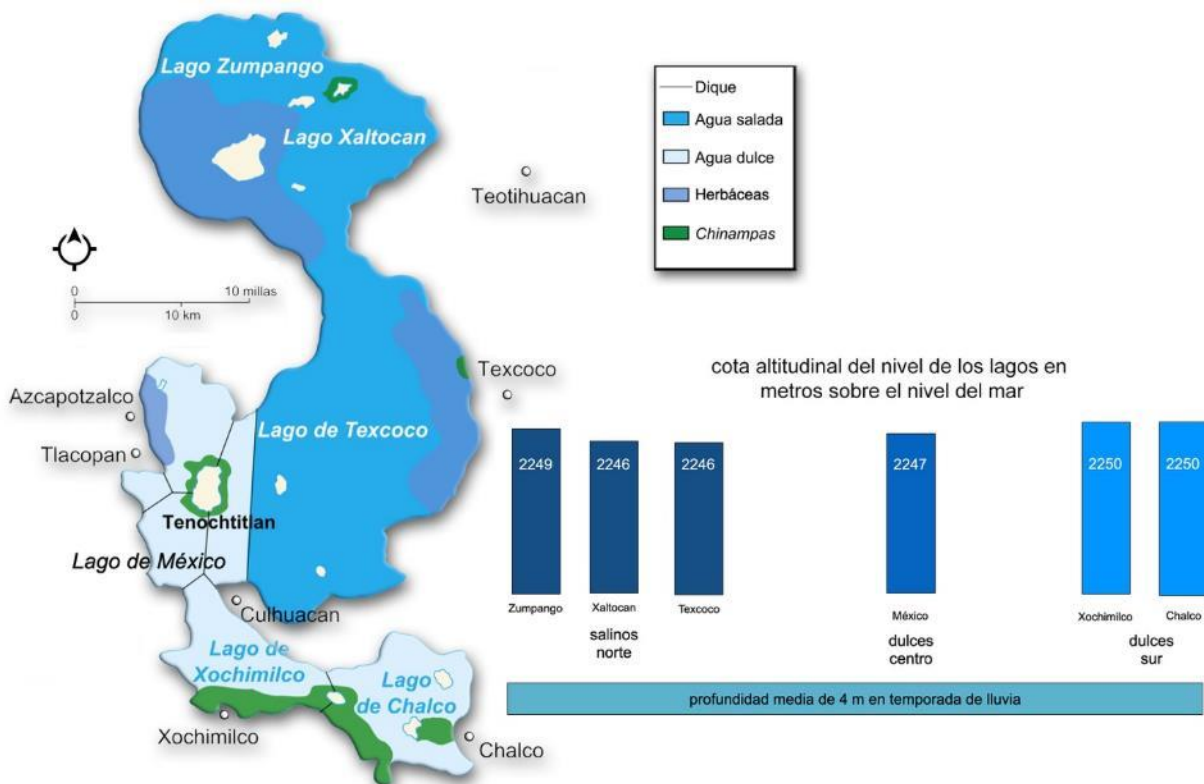 Lago Zumpango
Lago Xaltocan
Teotihuacan
Dique
Agua salada
Agua dulce
Herbáceas
Chinampas
0
10 millas
0
10 km
Azcapotzalco
Tlacopan
Texcoco
Lago de Texcoco
Tenochtitlan
Lago de México
Culhuacan
Lago de
Xochimilco
Lago
de Chalco
Xochimilco
Chalco
cota altitudinal del nivel de los lagos en
metros sobre el nivel del mar
2249
2246
2246
2247
2250
2250
Zumpango
Xaltocan
Texcoco
México
Xochimilco
Chalco
salinos
norte
dulces
centro
dulces
sur
profundidad media de 4 m en temporada de lluvia